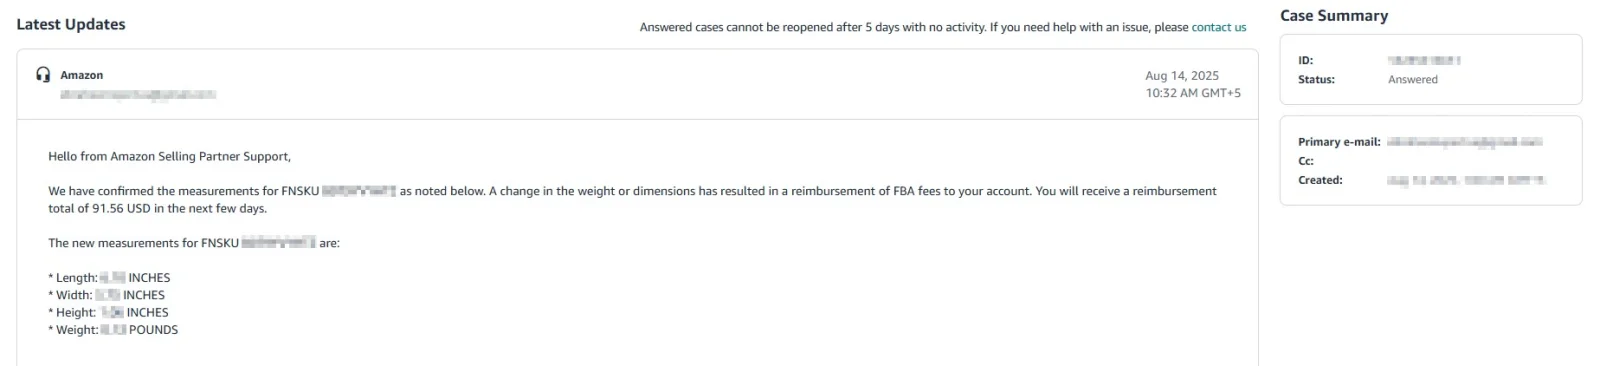 Latest Updates
Answered cases cannot be reopened after 5 days with no activity. If you need help with an issue, please contact us
Amazon
Aug 14, 2025
10:32 AM GMT+5
Hello from Amazon Selling Partner Support,
We have confirmed the measurements for FNSKU as noted below. A change in the weight or dimensions has resulted in a reimbursement of FBA fees to your account. You will receive a reimbursement
total of 91.56 USD in the next few days.
The new measurements for FNSKU are:
* Length: INCHES
* Width: INCHES
* Height: INCHES
* Weight: POUNDS
Case Summary
ID:
Status: Answered
Primary e-mail:
Cc:
Created: